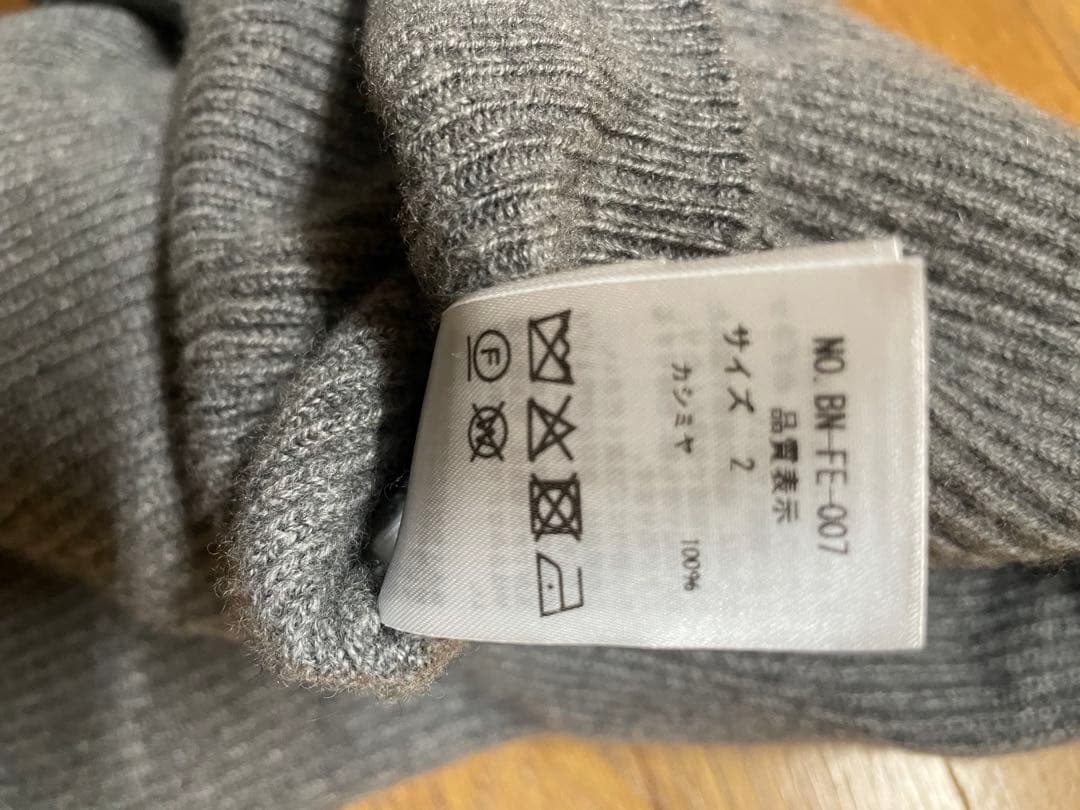 NO. BN-FE-007
品質表示
サイズ 2
カシミヤ 100%
F
W